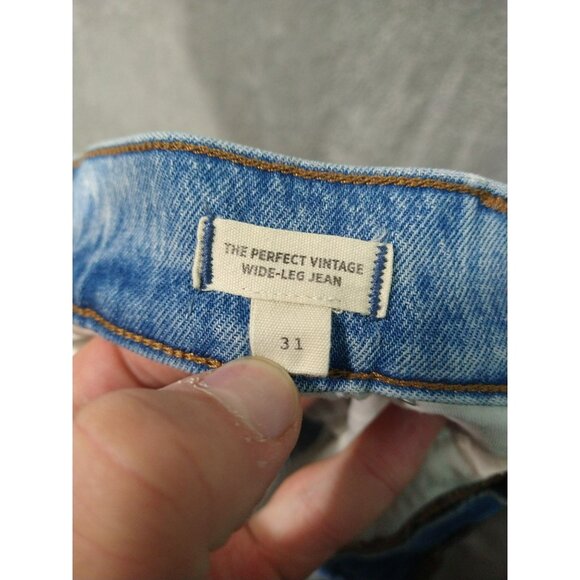 THE PERFECT VINTAGE
WIDE-LEG JEAN
31